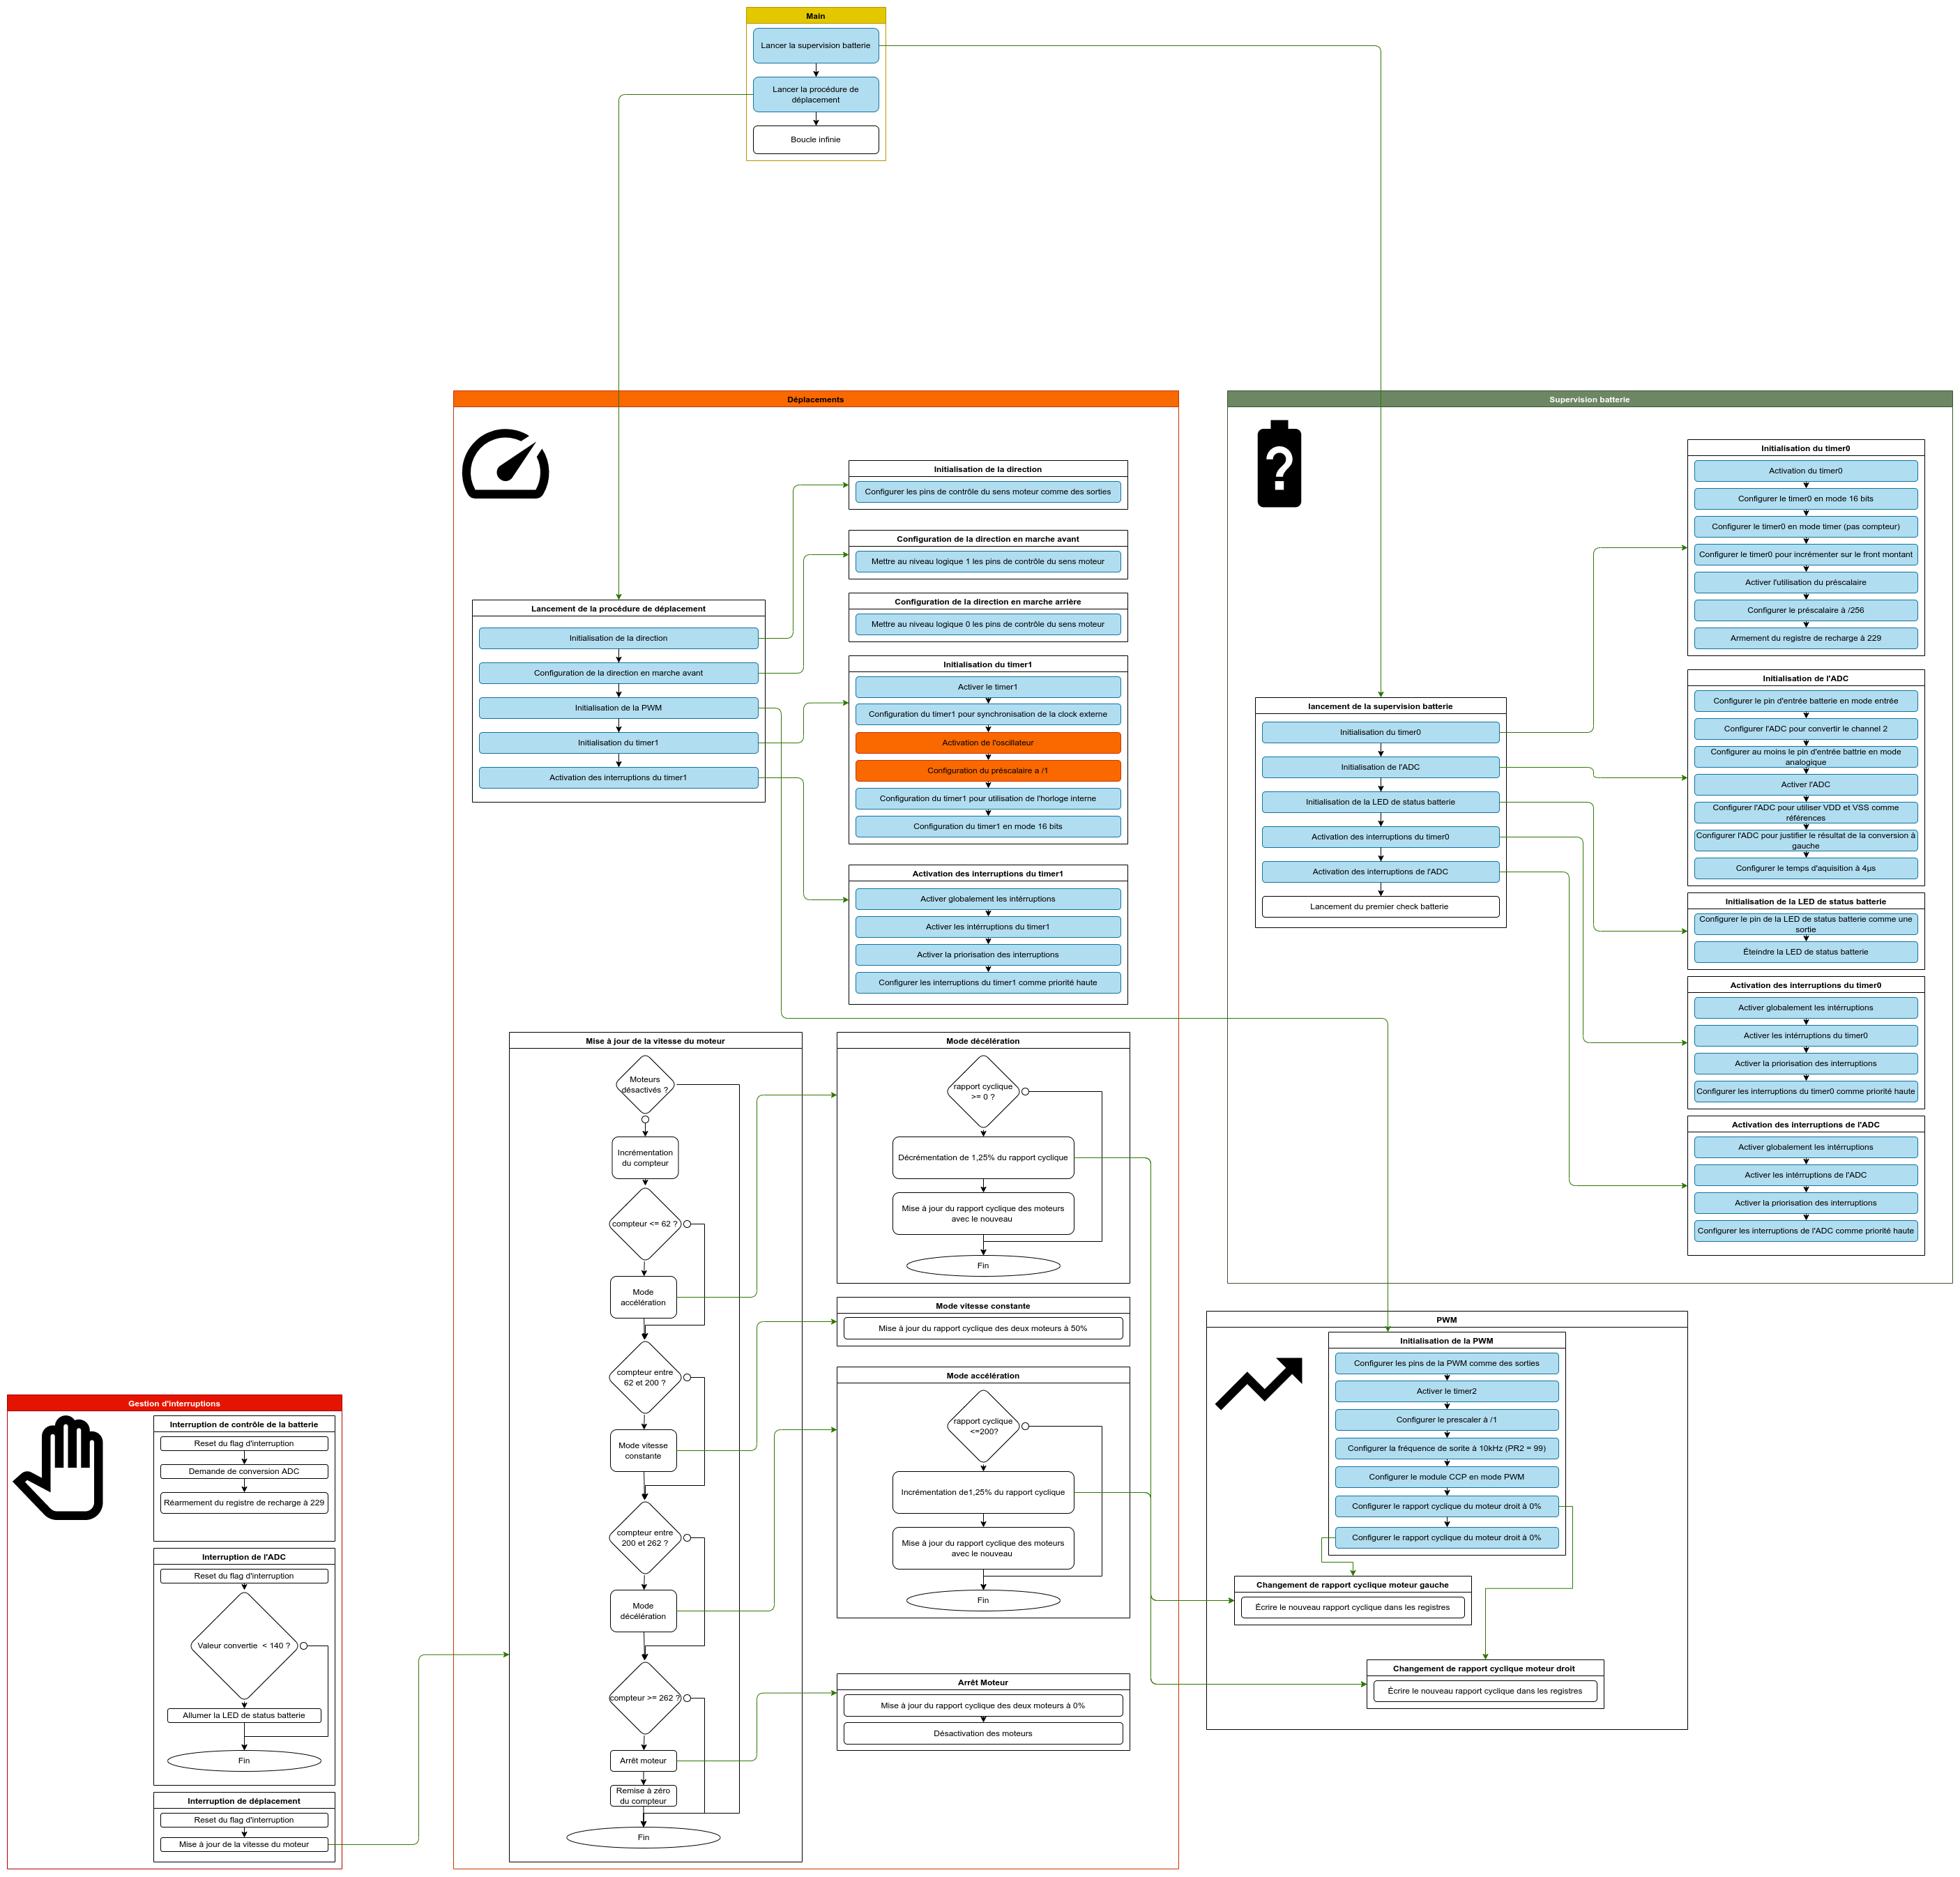 Main
Lancer la supervision batterie
Lancer la procédure de
déplacement
Boucle infinie
Déplacements
Initialisation de la direction
Configurer les pins de contrôle du sens moteur comme des sorties
Configuration de la direction en marche avant
Mettre au niveau logique 1 les pins de contrôle du sens moteur
Configuration de la direction en marche arrière
Mettre au niveau logique 0 les pins de contrôle du sens moteur
Lancement de la procédure de déplacement
Initialisation de la direction
Configuration de la direction en marche avant
Initialisation de la PWM
Initialisation du timer1
Activation des interruptions du timer1
Initialisation du timer1
Activer le timer1
Configuration du timer1 pour synchronisation de la clock externe
Activation de l'oscillateur
Configuration du préscalaire a /1
Configuration du timer1 pour utilisation de l'horloge interne
Configuration du timer1 en mode 16 bits
Activation des interruptions du timer1
Activer globalement les intérruptions
Activer les intérruptions du timer1
Activer la priorisation des interruptions
Configurer les interruptions du timer1 comme priorité haute
Mise à jour de la vitesse du moteur
Moteurs
désactivés ?
Incrémentation
du compteur
compteur <= 62 ?
Mode
accélération
compteur entre
62 et 200 ?
Mode vitesse
constante
compteur entre
200 et 262 ?
Mode
décélération
compteur >= 262 ?
Arrêt moteur
Remise à zéro
du compteur
Fin
Mode décélération
rapport cyclique
>= 0 ?
Décrémentation de 1,25% du rapport cyclique
Mise à jour du rapport cyclique des moteurs
avec le nouveau
Fin
Mode vitesse constante
Mise à jour du rapport cyclique des deux moteurs à 50%
Mode accélération
rapport cyclique
<=200?
Incrémentation de1,25% du rapport cyclique
Mise à jour du rapport cyclique des moteurs
avec le nouveau
Fin
Arrêt Moteur
Mise à jour du rapport cyclique des deux moteurs à 0%
Désactivation des moteurs
Supervision batterie
?
lancement de la supervision batterie
Initialisation du timer0
Initialisation de l'ADC
Initialisation de la LED de status batterie
Activation des interruptions du timer0
Activation des interruptions de l'ADC
Lancement du premier check batterie
Initialisation du timer0
Activation du timer0
Configurer le timer0 en mode 16 bits
Configurer le timer0 en mode timer (pas compteur)
Configurer le timer0 pour incrémenter sur le front montant
Activer l'utilisation du préscalaire
Configurer le préscalaire à /256
Armement du registre de recharge à 229
Initialisation de l'ADC
Configurer le pin d'entrée batterie en mode entrée
Configurer l'ADC pour convertir le channel 2
Configurer au moins le pin d'entrée battrie en mode
analogique
Activer l'ADC
Configurer l'ADC pour utiliser VDD et VSS comme
références
Configurer l'ADC pour justifier le résultat de la conversion à
gauche
Configurer le temps d'aquisition à 4µs
Initialisation de la LED de status batterie
Configurer le pin de la LED de status batterie comme une
sortie
Éteindre la LED de status batterie
Activation des interruptions du timer0
Activer globalement les intérruptions
Activer les intérruptions du timer0
Activer la priorisation des interruptions
Configurer les interruptions du timer0 comme priorité haute
Activation des interruptions de l'ADC
Activer globalement les intérruptions
Activer les intérruptions de l'ADC
Activer la priorisation des interruptions
Configurer les interruptions de l'ADC comme priorité haute
PWM
Initialisation de la PWM
Configurer les pins de la PWM comme des sorties
Activer le timer2
Configurer le prescaler à /1
Configurer la fréquence de sorite à 10kHz (PR2 = 99)
Configurer le module CCP en mode PWM
Configurer le rapport cyclique du moteur droit à 0%
Configurer le rapport cyclique du moteur droit à 0%
Changement de rapport cyclique moteur gauche
Écrire le nouveau rapport cyclique dans les registres
Changement de rapport cyclique moteur droit
Écrire le nouveau rapport cyclique dans les registres
Gestion d'interruptions
Interruption de contrôle de la batterie
Reset du flag d'interruption
Demande de conversion ADC
Réarmement du registre de recharge à 229
Interruption de l'ADC
Reset du flag d'interruption
Valeur convertie < 140 ?
Allumer la LED de status batterie
Fin
Interruption de déplacement
Reset du flag d'interruption
Mise à jour de la vitesse du moteur